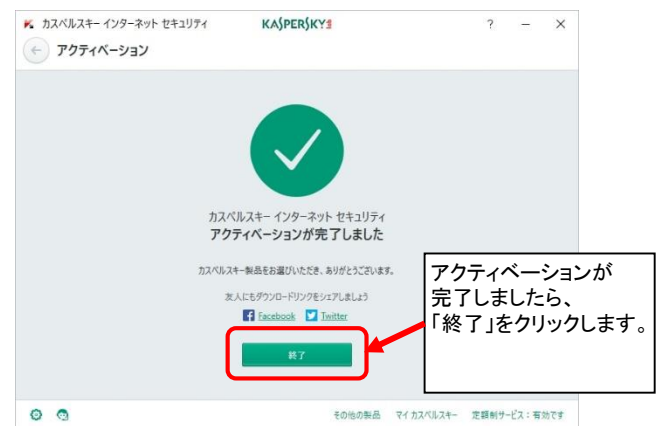 カスペルスキー インターネット セキュリティ
KASPERSKY
?
アクティベーション
カスペルスキー インターネット セキュリティ
アクティベーションが完了しました
カスペルスキー製品をお選びいただき、ありがとうございます。
友人にもダウンロードリンクをシェアしましょう
Facebook Twitter
終了
アクティベーションが
完了しましたら、
「終了」をクリックします。
その他の製品 マイ カスペルスキー 定額制サービス：有効です